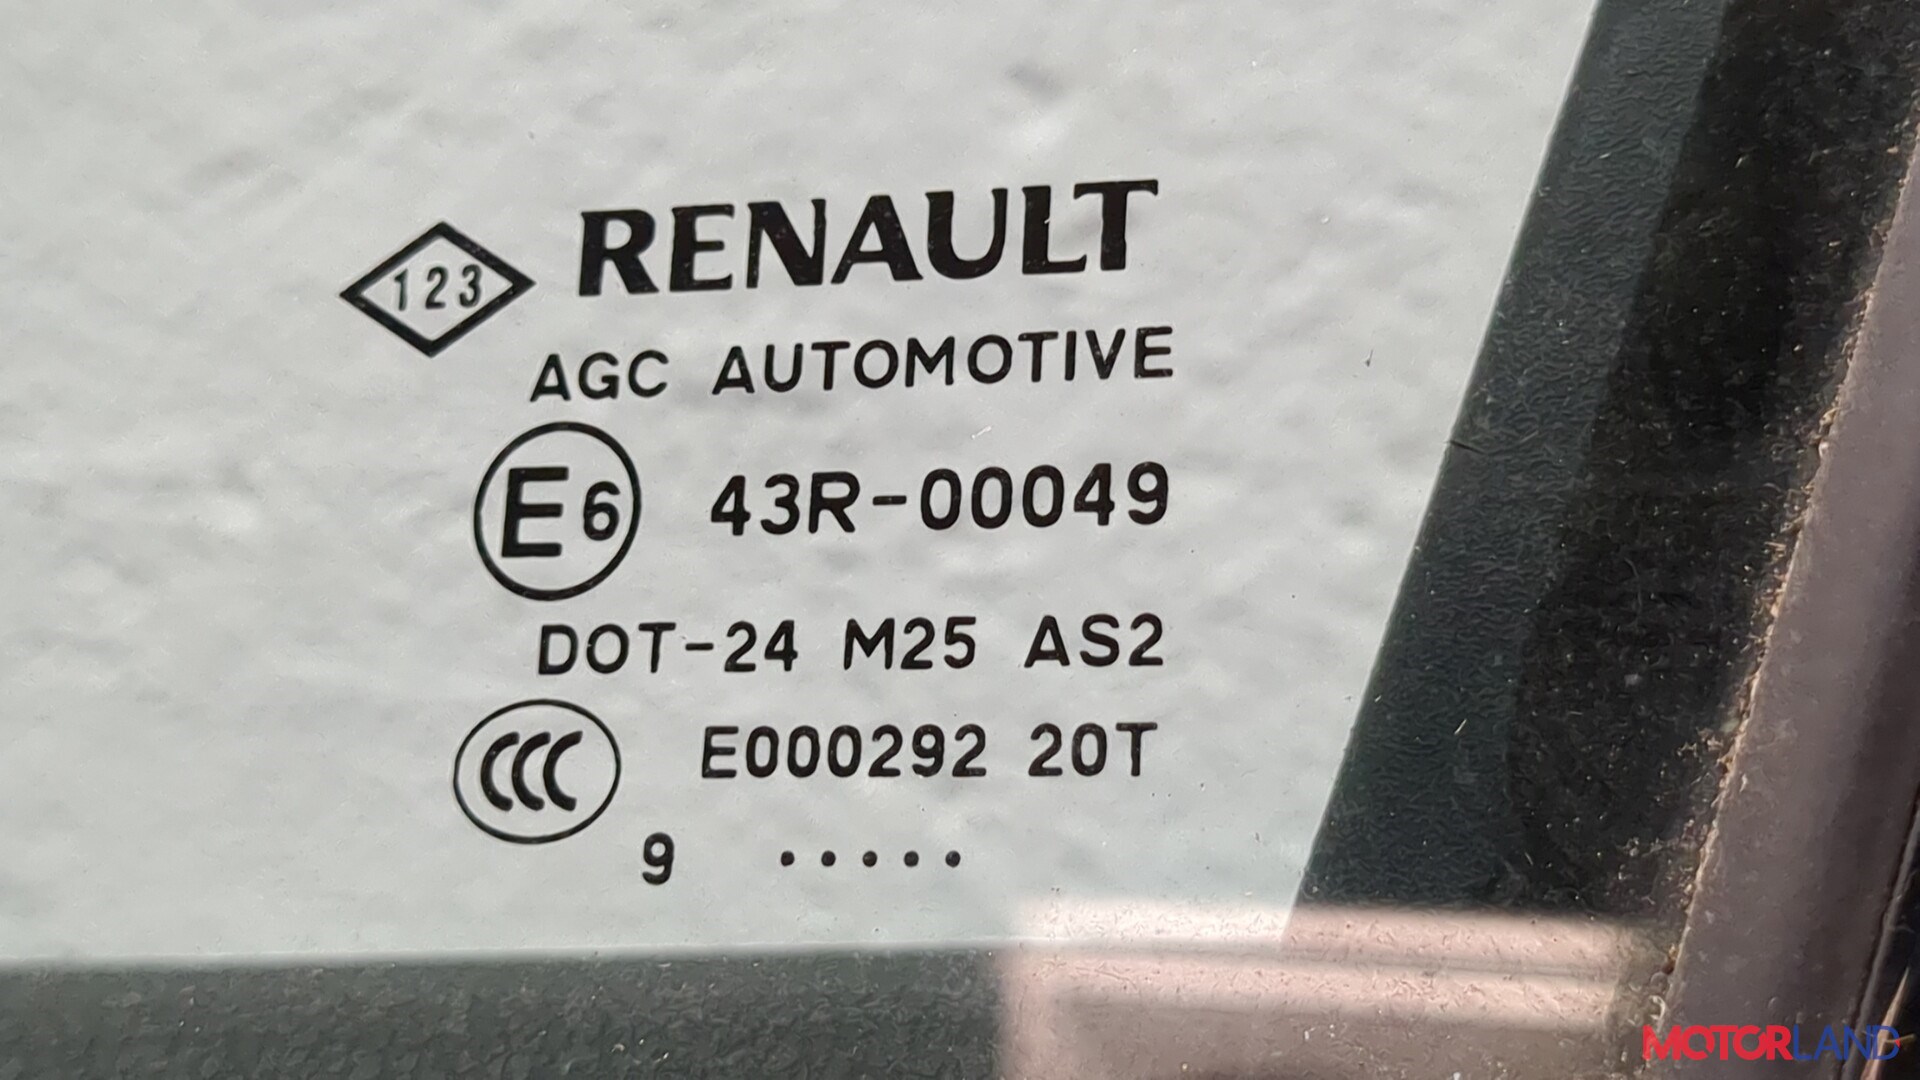 123 RENAULT
AGC AUTOMOTIVE
E6 43R-00049
DOT-24 M25 AS2
CCC E000292 20T
9 .....
MOTORLAND